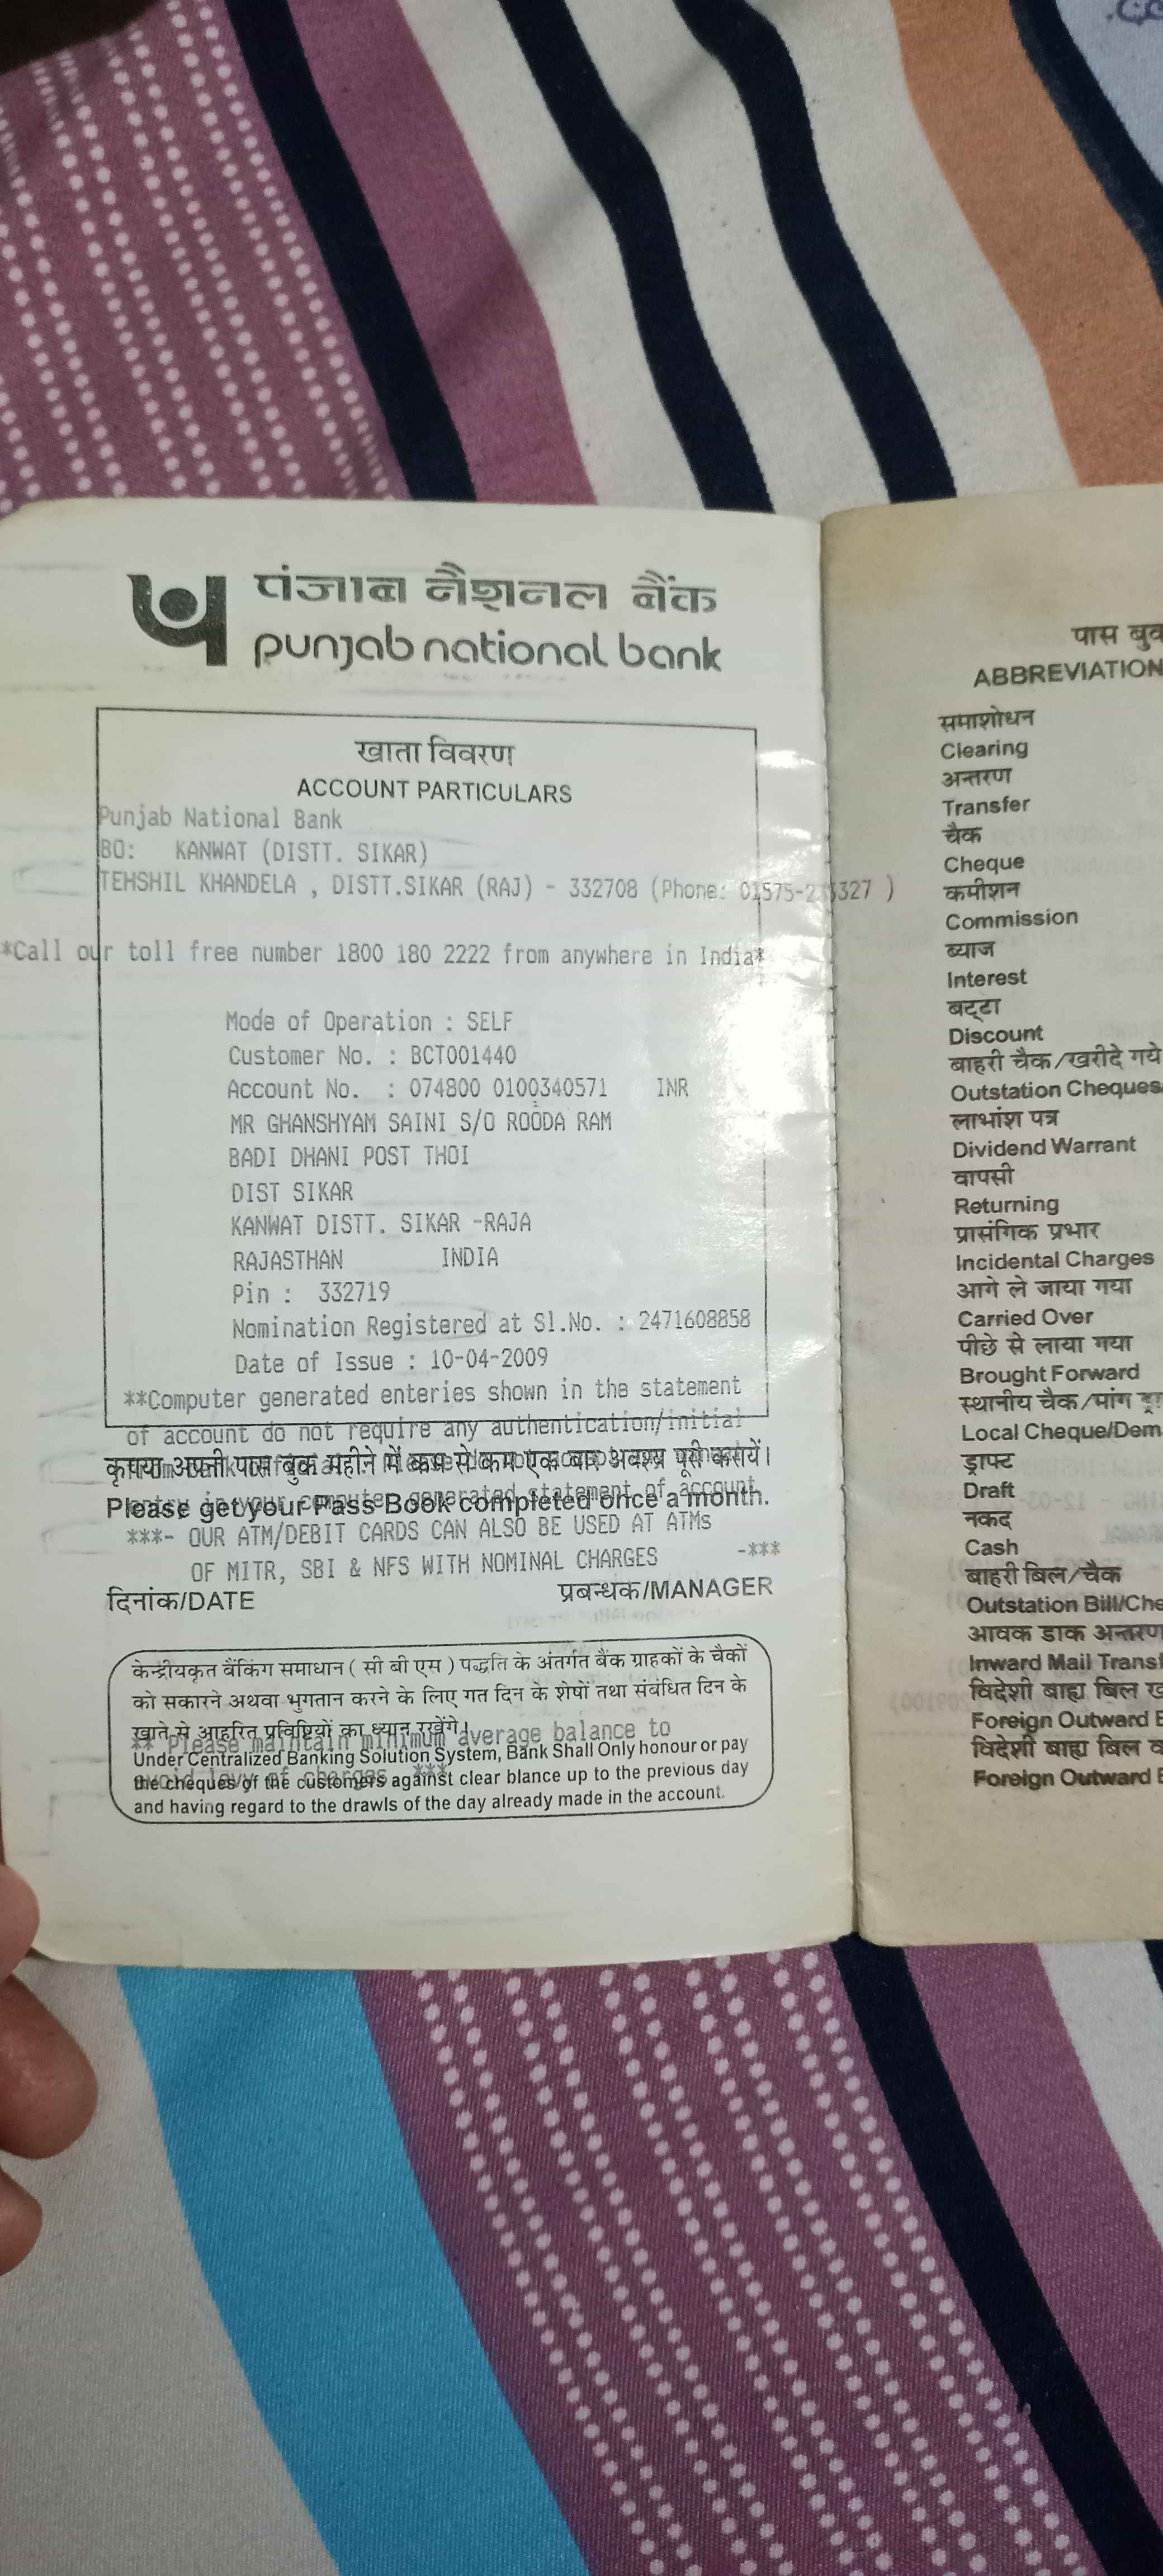 पंजाब नैशनल बैंक
punjab national bank
खाता विवरण
ACCOUNT PARTICULARS
Punjab National Bank
BO: KANWAT (DISTT. SIKAR)
TEHSHIL KHANDELA , DISTT.SIKAR (RAJ) - 332708 (Phone:
*Call our toll free number 1800 180 2222 from anywhere in India*
Mode of Operation : SELF
Customer No. : BCT001440
Account No. : 074800 0100340571 INR
MR GHANSHYAM SAINI S/O ROODA RAM
BADI DHANI POST THOI
DIST SIKAR
KANWAT DISTT. SIKAR -RAJA
RAJASTHAN INDIA
Pin : 332719
Nomination Registered at Sl.No. : 2471608858
Date of Issue : 10-04-2009
**Computer generated enteries shown in the statement
of account do not require any authentication/initial
कृपया अपनी पास बुक महीने में कम से कम एक बार अवश्य पूरी करायें।
entry in your computer generated statement of account
Please get your Pass Book completed once a month.
***- OUR ATM/DEBIT CARDS CAN ALSO BE USED AT ATMs
OF MITR, SBI & NFS WITH NOMINAL CHARGES -***
दिनांक/DATE प्रबन्धक/MANAGER
केन्द्रीयकृत बैंकिंग समाधान ( सी बी एस ) पद्धति के अंतर्गत बैंक ग्राहकों के चैकों
को सकारने अथवा भुगतान करने के लिए गत दिन के शेषों तथा संबंधित दिन के
खाते से आहरित प्रविष्टियों का ध्यान रखेंगे।
** Please maintain minimum average balance to
Under Centralized Banking Solution System, Bank Shall Only honour or pay
avoid levy of charges ***
the cheques of the customers against clear blance up to the previous day
and having regard to the drawls of the day already made in the account.
पास बुक
ABBREVIATION
समाशोधन
Clearing
अन्तरण
Transfer
चैक
Cheque
कमीशन
Commission
ब्याज
Interest
बट्टा
Discount
बाहरी चैक/खरीदे गये
Outstation Cheques
लाभांश पत्र
Dividend Warrant
वापसी
Returning
प्रासंगिक प्रभार
Incidental Charges
आगे ले जाया गया
Carried Over
पीछे से लाया गया
Brought Forward
स्थानीय चैक/मांग
Local Cheque/Dem
ड्राफ्ट
Draft
नकद
Cash
बाहरी बिल/चैक
Outstation Bill/Che
आवक डाक अन्तरण
Inward Mail Transf
विदेशी बाह्य बिल ख
Foreign Outward B
विदेशी बाह्य बिल व
Foreign Outward B